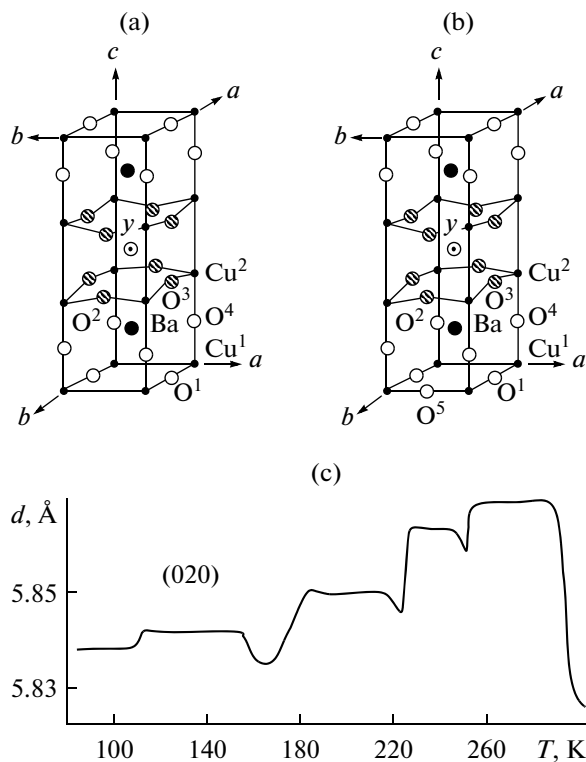 (a)
(b)
c
c
a
a
b
b
y
y
Cu²
Cu²
O³
O³
O²
Ba
O⁴
O²
Ba
O⁴
Cu¹
Cu¹
a
a
b
O¹
b
O⁵
O¹
(c)
d, Å
(020)
5.85
5.83
100 140 180 220 260 T, K